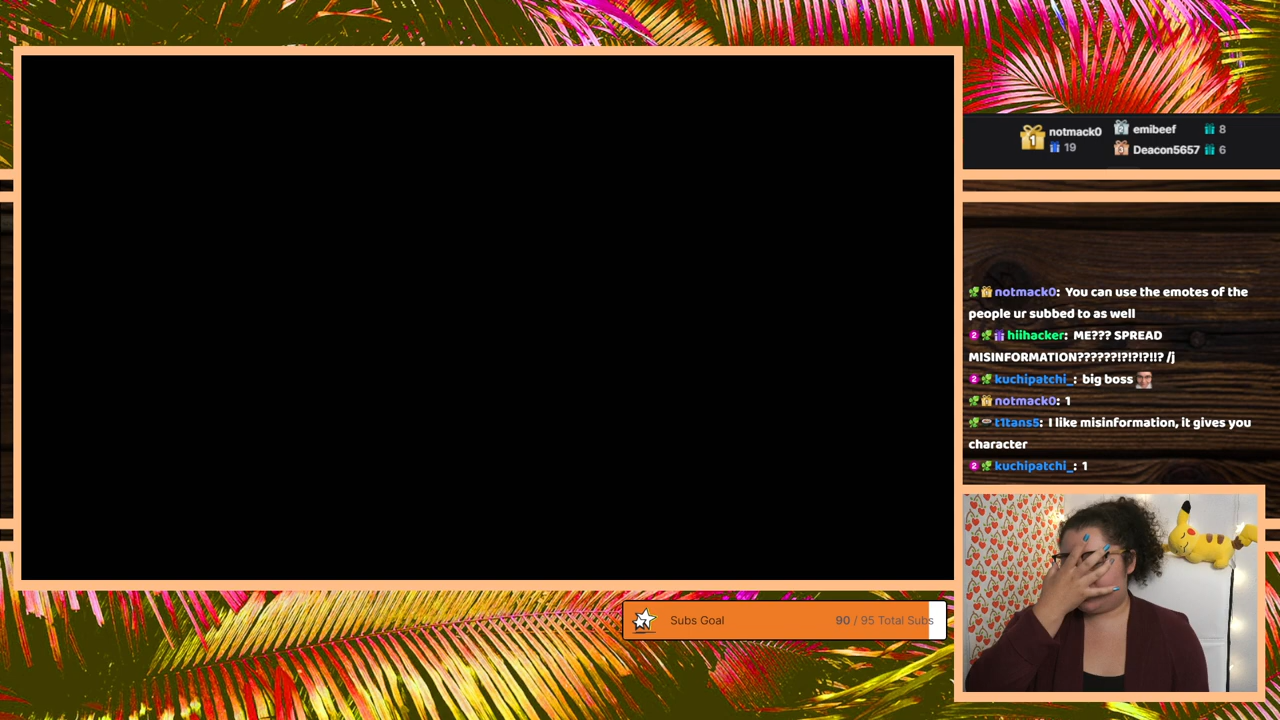 notmack0
19
emibeef 8
Deacon5657 6
notmack0: You can use the emotes of the
people ur subbed to as well
hiihacker: ME??? SPREAD
MISINFORMATION??????!?!?!?!!? /j
kuchipatchi_: big boss
notmack0: 1
t1tans5: I like misinformation, it gives you
character
kuchipatchi_: 1
Subs Goal 90 / 95 Total Subs